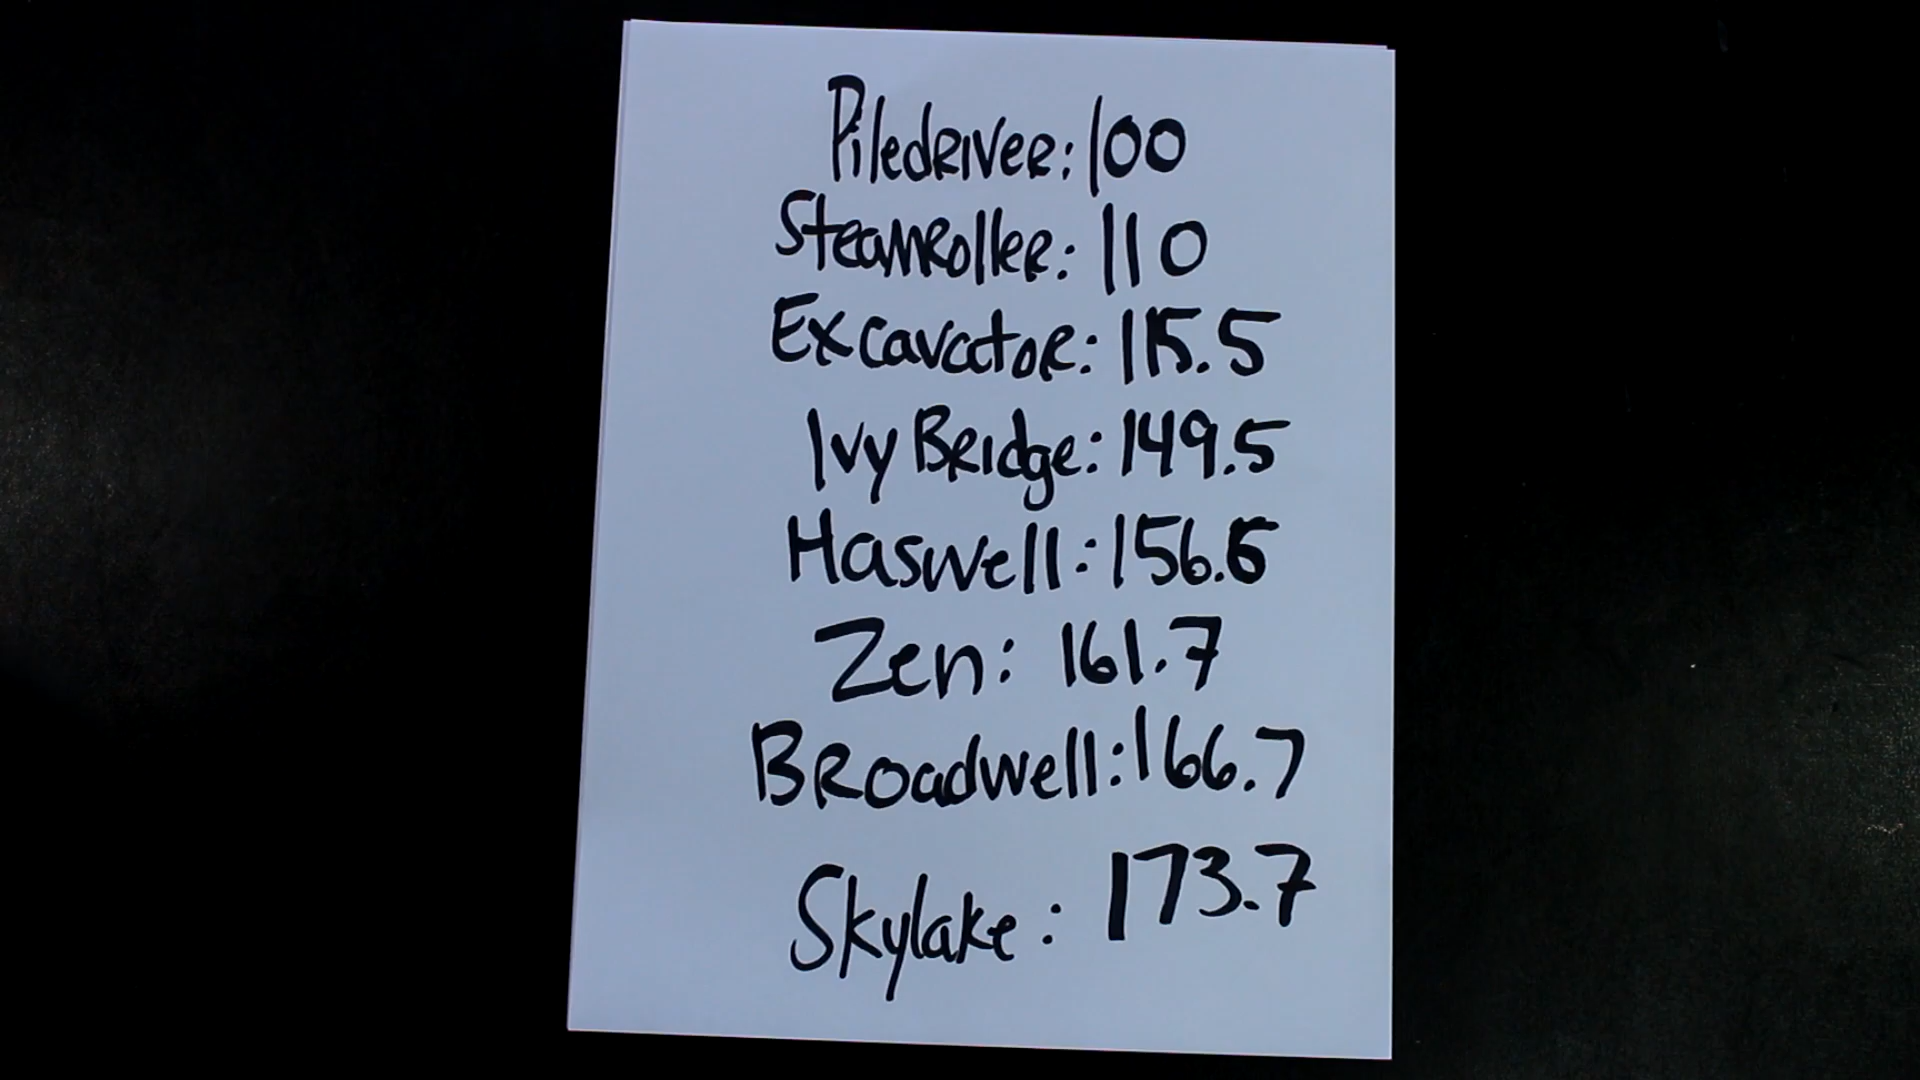 Piledriver: 100
Steamroller: 110
Excavator: 115.5
Ivy Bridge: 149.5
Haswell: 156.6
Zen: 161.7
Broadwell: 166.7
Skylake: 173.7